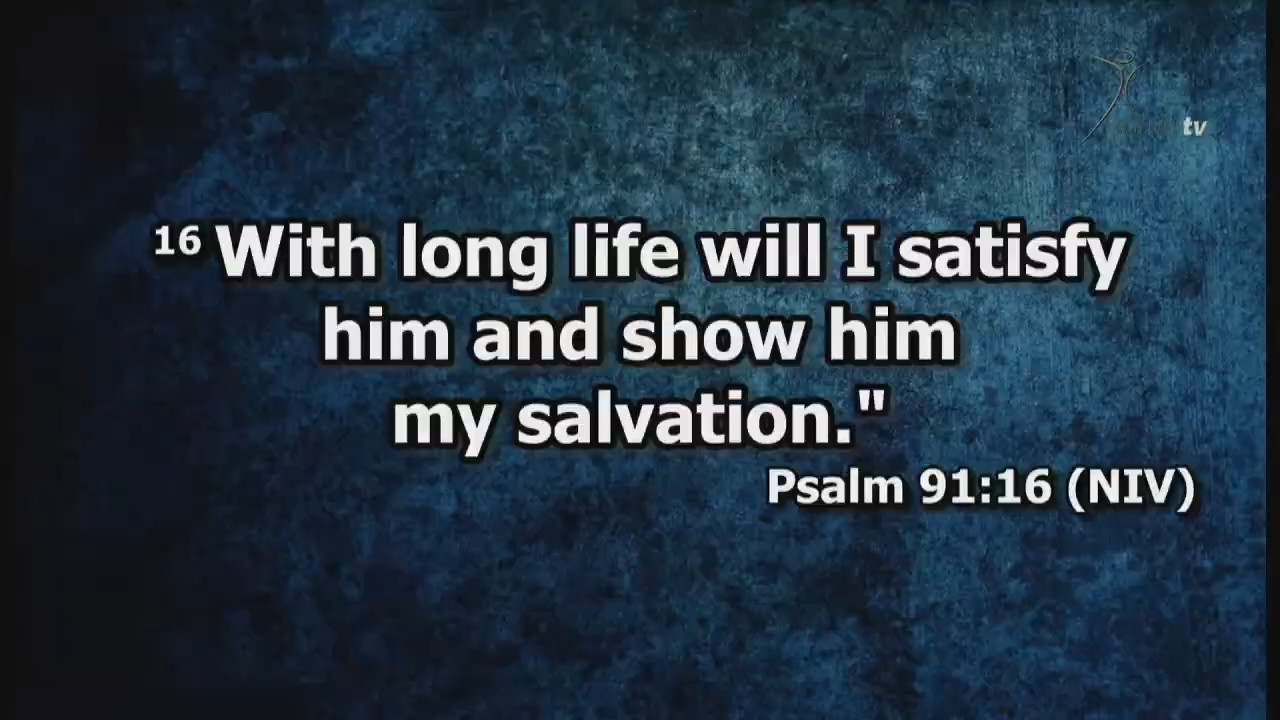 16 With long life will I satisfy
him and show him
my salvation."
Psalm 91:16 (NIV)
tv